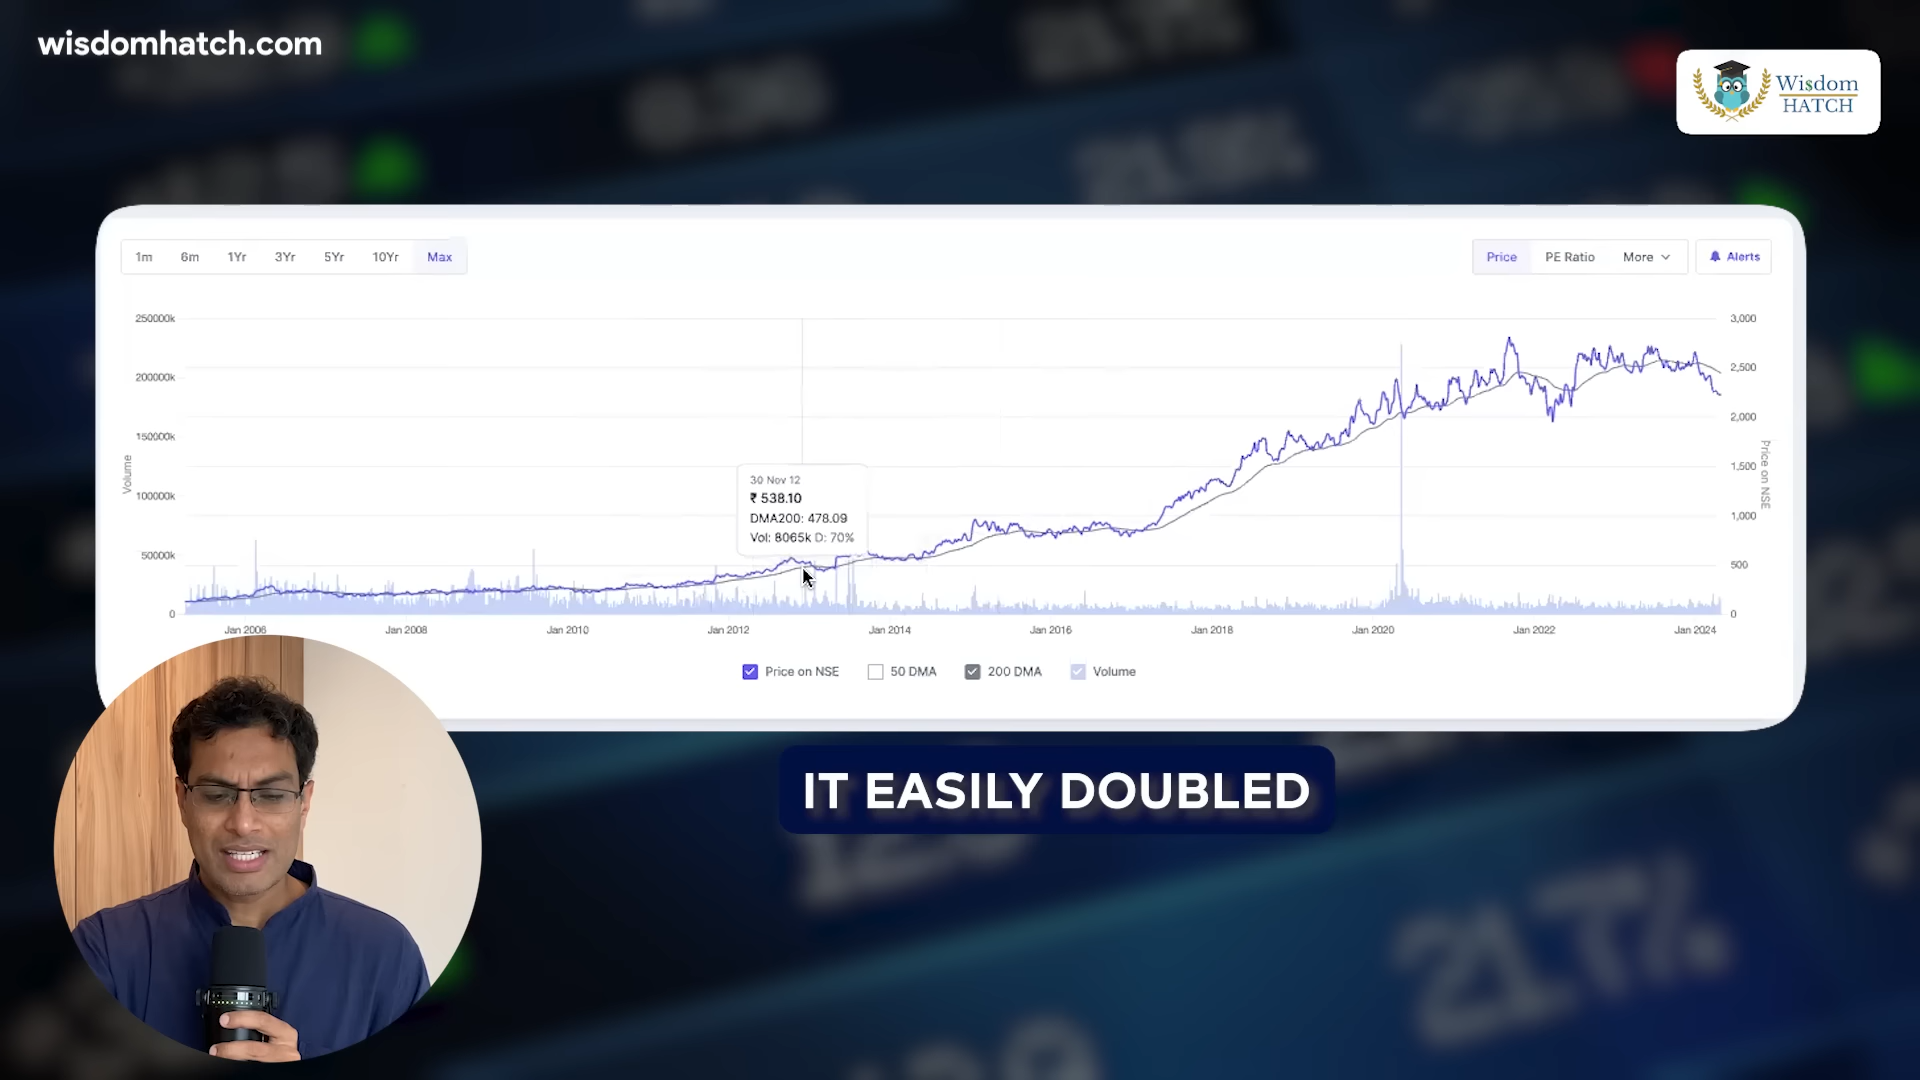 wisdomhatch.com
Wi$dom
HATCH
1m 6m 1Yr 3Yr 5Yr 10Yr Max
Price PE Ratio More Alerts
250000k
200000k
150000k
100000k
50000k
0
Volume
30 Nov 12
₹ 538.10
DMA200: 478.09
Vol: 8065k D: 70%
3,000
2,500
2,000
1,500
1,000
500
0
Price on NSE
Jan 2006 Jan 2008 Jan 2010 Jan 2012 Jan 2014 Jan 2016 Jan 2018 Jan 2020 Jan 2022 Jan 2024
Price on NSE 50 DMA 200 DMA Volume
IT EASILY DOUBLED
21.7%